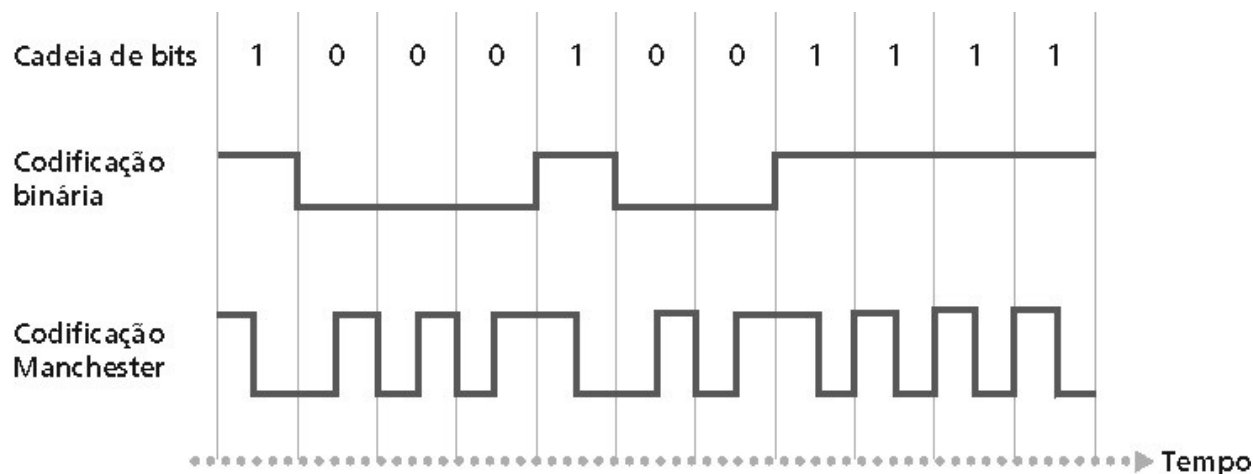 Cadeia de bits 1 0 0 0 1 0 0 1 1 1 1
Codificação
binária
Codificação
Manchester
Tempo